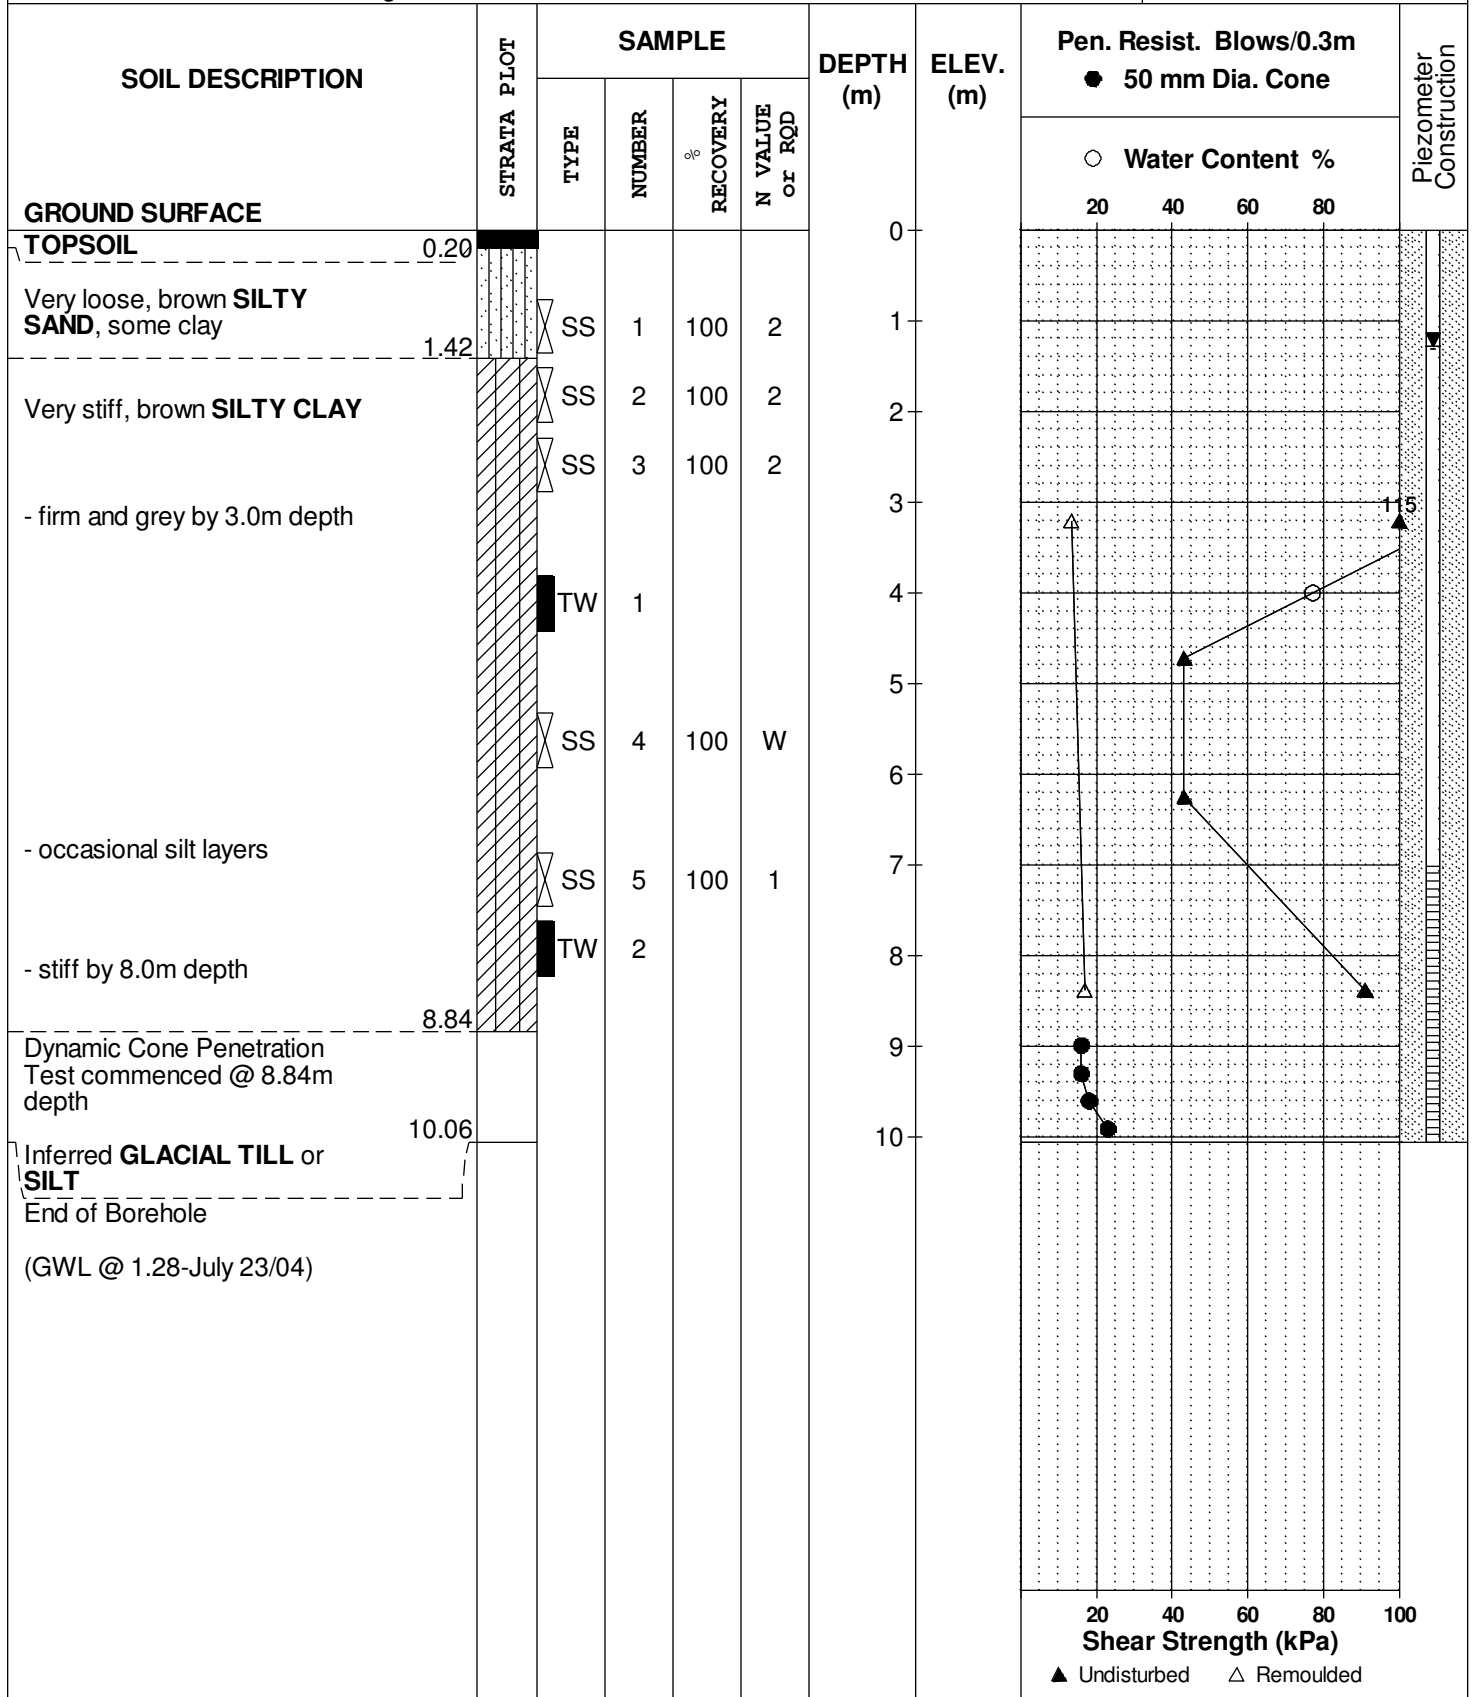 SOIL DESCRIPTION
GROUND SURFACE
STRATA PLOT
SAMPLE
TYPE
NUMBER
% RECOVERY
N VALUE or RQD
DEPTH (m)
ELEV. (m)
Pen. Resist. Blows/0.3m
● 50 mm Dia. Cone
○ Water Content %
20 40 60 80
Piezometer Construction
TOPSOIL 0.20
Very loose, brown SILTY
SAND, some clay
1.42
Very stiff, brown SILTY CLAY
- firm and grey by 3.0m depth
- occasional silt layers
- stiff by 8.0m depth
8.84
Dynamic Cone Penetration
Test commenced @ 8.84m
depth
10.06
Inferred GLACIAL TILL or
SILT
End of Borehole
(GWL @ 1.28-July 23/04)
SS 1 100 2
SS 2 100 2
SS 3 100 2
TW 1
SS 4 100 W
SS 5 100 1
TW 2
0
1
2
3
4
5
6
7
8
9
10
115
20 40 60 80 100
Shear Strength (kPa)
▲ Undisturbed △ Remoulded